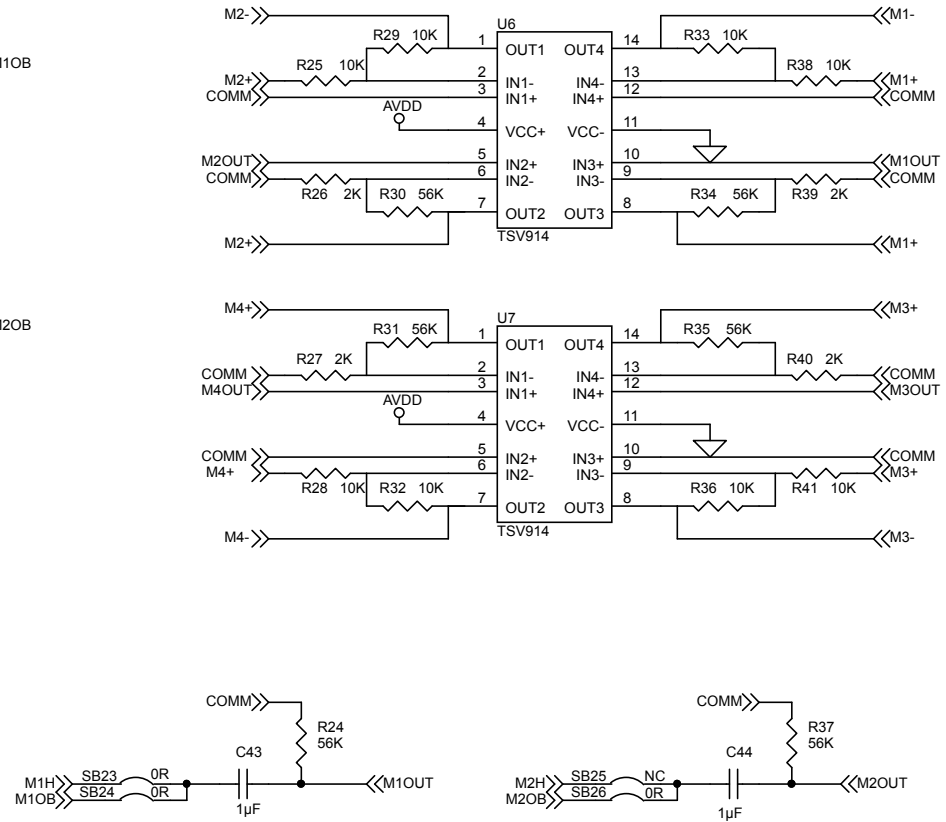 M2-
M1-
U6
R29 10K
R33 10K
1 OUT1 OUT4 14
M1OB
R25 10K
R38 10K
M2+ 2 IN1- IN4- 13 M1+
COMM 3 IN1+ IN4+ 12 COMM
AVDD
4 VCC+ VCC- 11
M2OUT 5 IN2+ IN3+ 10 M1OUT
COMM 6 IN2- IN3- 9 COMM
R26 2K R30 56K
R34 56K R39 2K
7 OUT2 OUT3 8
TSV914
M2+
M1+
M4+
M3+
M2OB
U7
R31 56K
R35 56K
1 OUT1 OUT4 14
R27 2K
R40 2K
COMM 2 IN1- IN4- 13 COMM
M4OUT 3 IN1+ IN4+ 12 M3OUT
AVDD
4 VCC+ VCC- 11
COMM 5 IN2+ IN3+ 10 COMM
M4+ 6 IN2- IN3- 9 M3+
R28 10K R32 10K
R36 10K R41 10K
7 OUT2 OUT3 8
TSV914
M4-
M3-
COMM
R24
56K
C43
M1H SB23 0R
M1OB SB24 0R
M1OUT
1µF
COMM
R37
56K
C44
M2H SB25 NC
M2OB SB26 0R
M2OUT
1µF